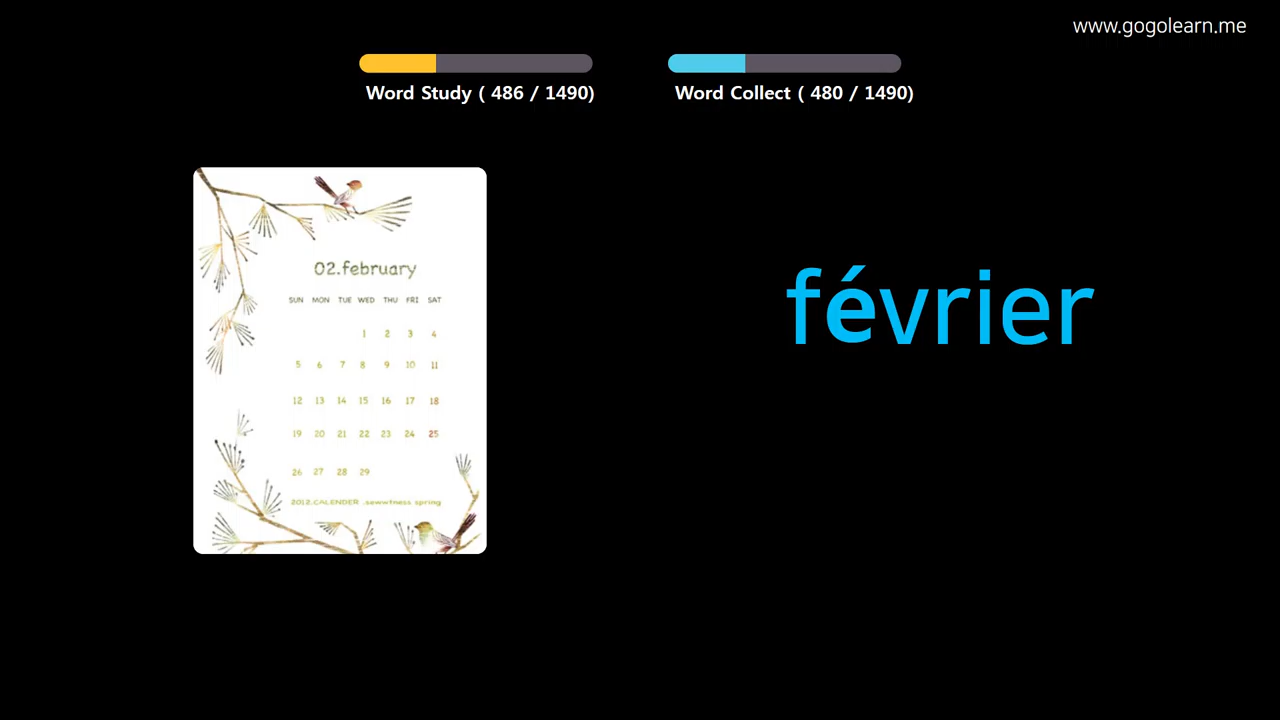 www.gogolearn.me
Word Study ( 486 / 1490)
Word Collect ( 480 / 1490)
02.february
SUN MON TUE WED THU FRI SAT
1 2 3 4
5 6 7 8 9 10 11
12 13 14 15 16 17 18
19 20 21 22 23 24 25
26 27 28 29
2012.CALENDER .sewwtness spring
février